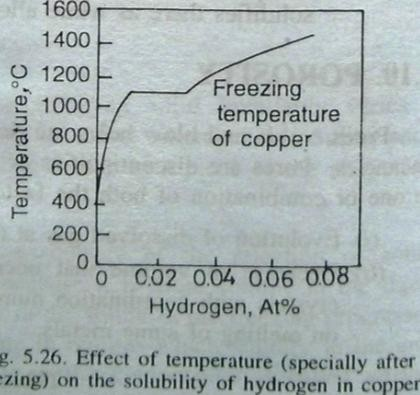 1600
1400
1200
1000
800
600
400
200
0
Temperature,°C
Freezing
temperature
of copper
0 0.02 0.04 0.06 0.08
Hydrogen, At%
g. 5.26. Effect of temperature (specially after
ezing) on the solubility of hydrogen in copper